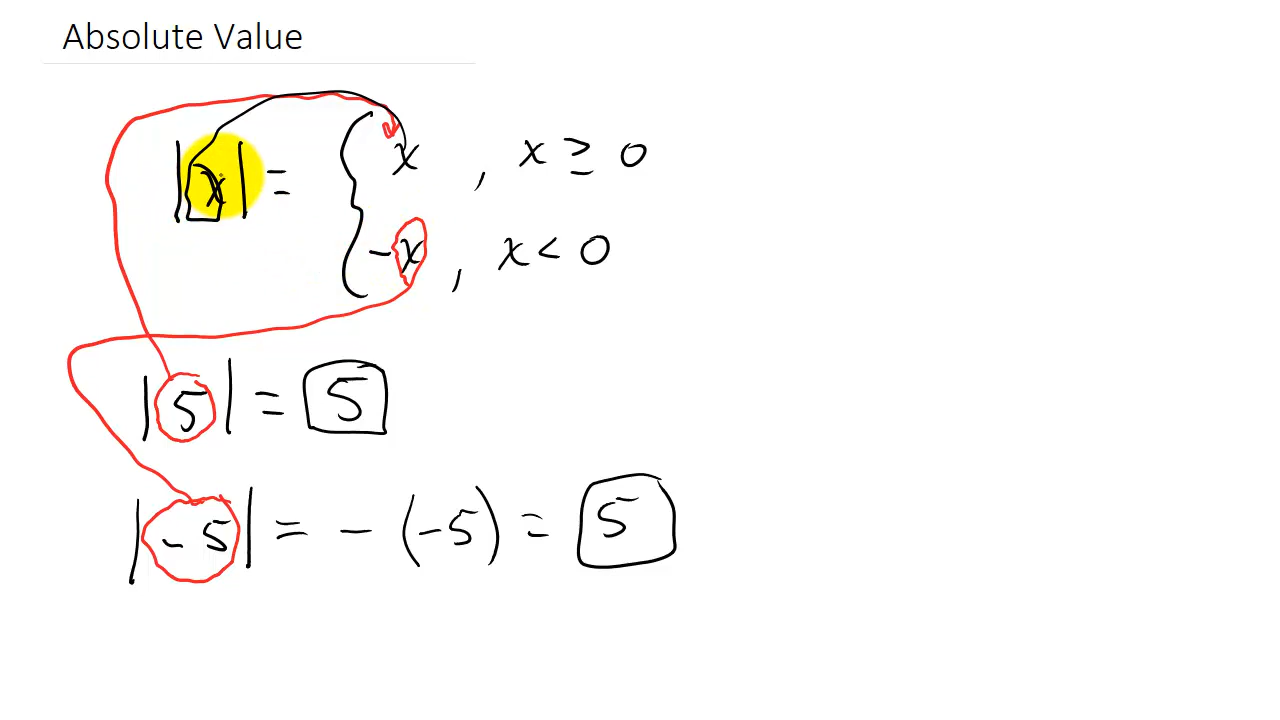 Absolute Value
|x| = { x , x ≥ 0
-x , x < 0
|5| = 5
|-5| = -(-5) = 5